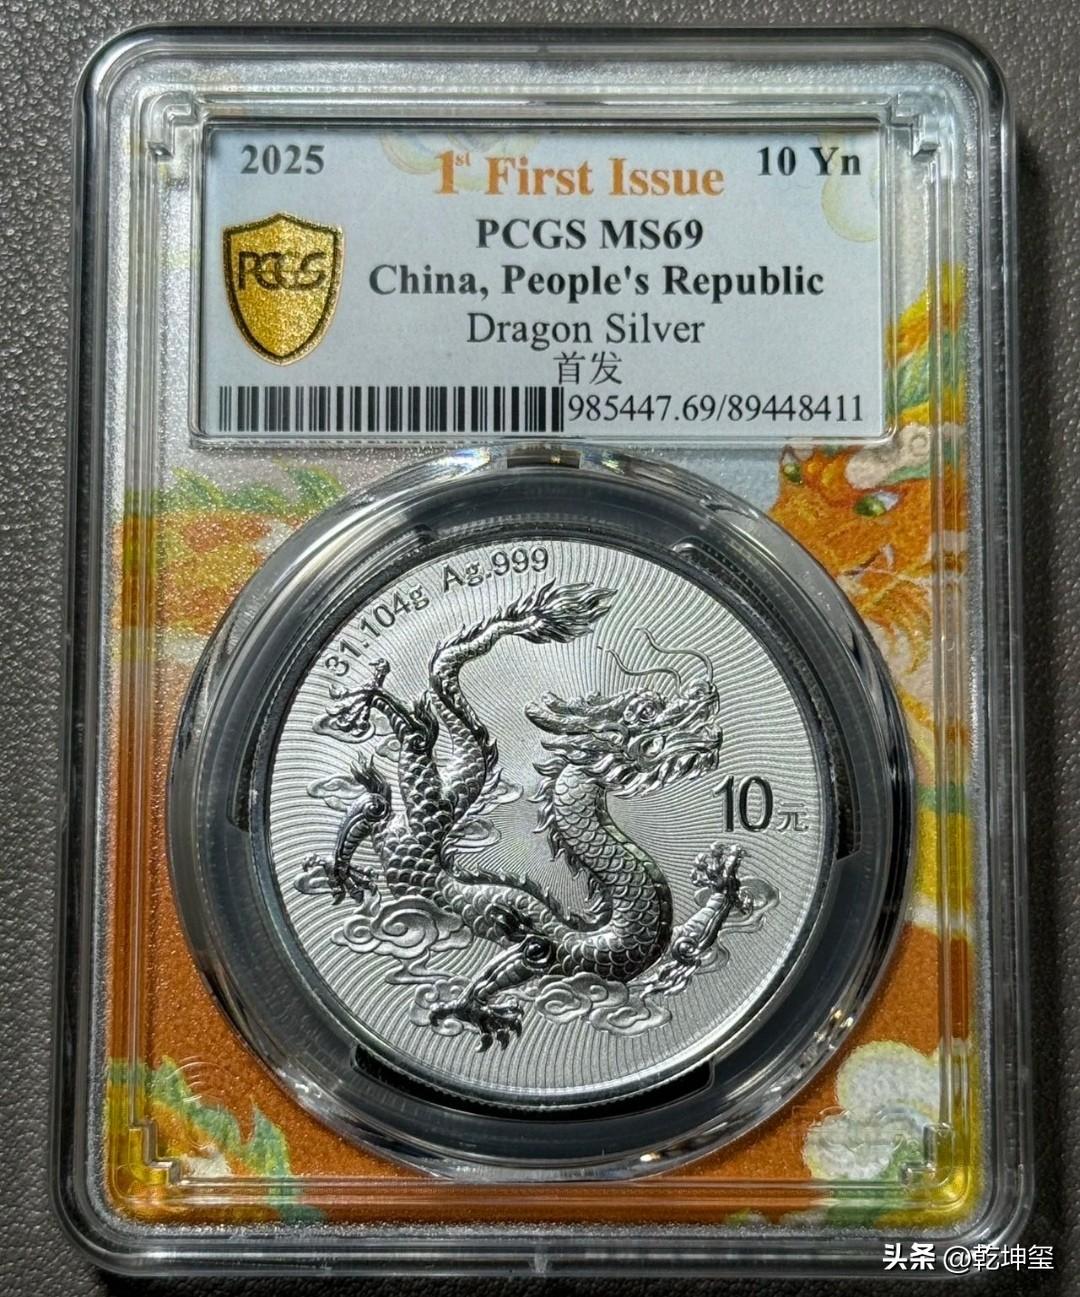 2025
1st First Issue
10 Yn
PCGS
PCGS MS69
China, People's Republic
Dragon Silver
首发
985447.69/89448411
31.104g Ag.999
10元
头条 @乾坤玺